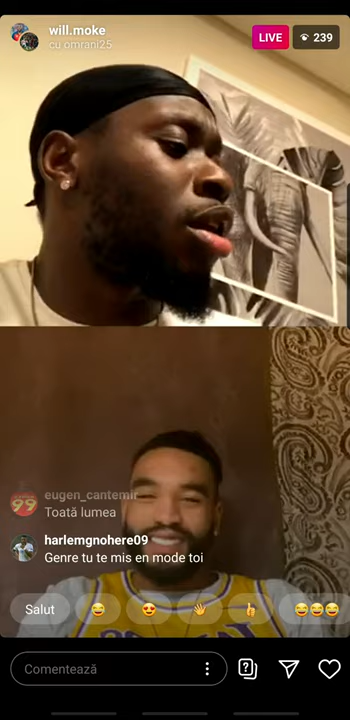 will.moke
cu omrani25
LIVE
239
eugen_cantemir
Toată lumea
harlemgnohere09
Genre tu te mis en mode toi
Salut
Comentează